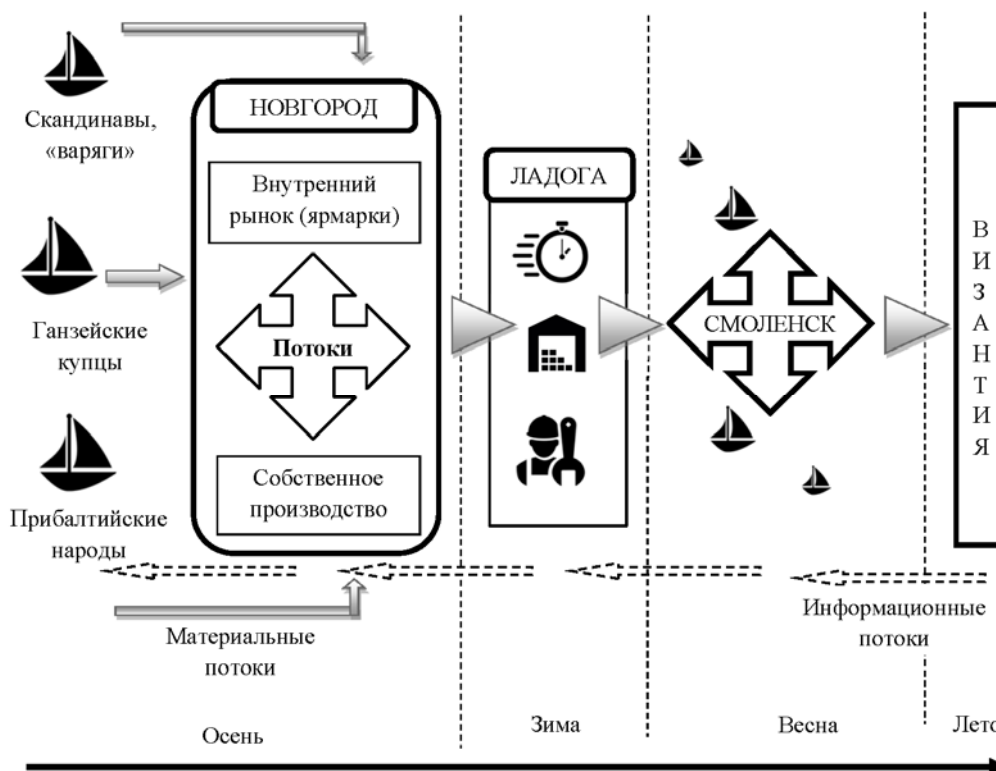 Скандинавы,
«варяги»
Ганзейские
купцы
Прибалтийские
народы
НОВГОРОД
Внутренний
рынок (ярмарки)
Потоки
Собственное
производство
ЛАДОГА
СМОЛЕНСК
В
И
З
А
Н
Т
И
Я
Материальные
потоки
Информационные
потоки
Осень
Зима
Весна
Лето